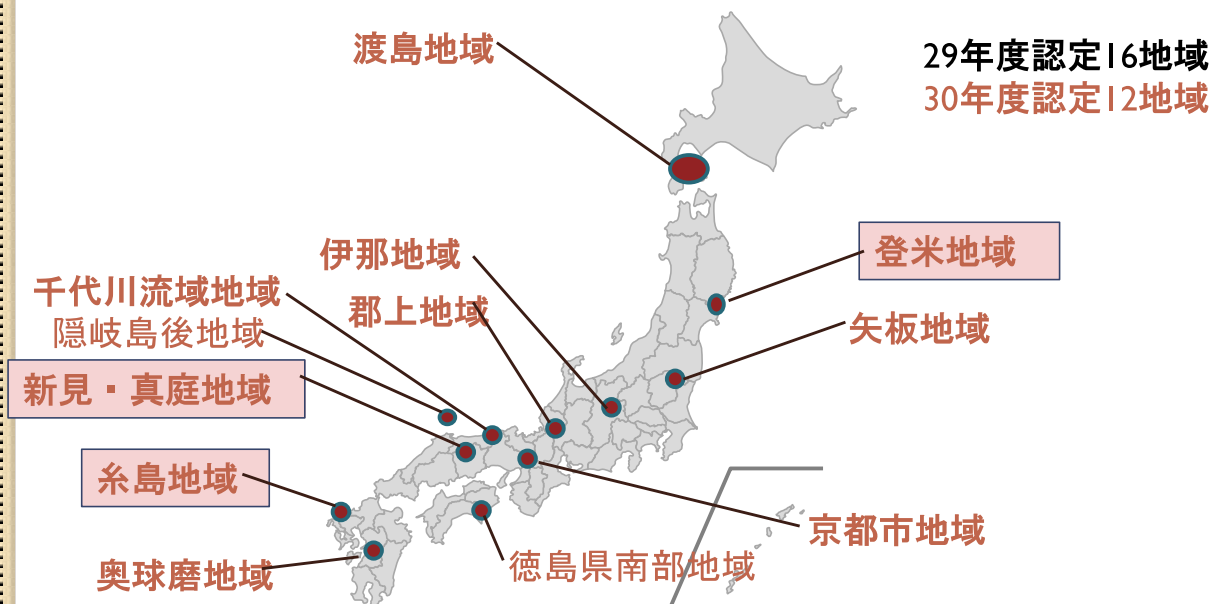 渡島地域
29年度認定16地域
30年度認定12地域
伊那地域
登米地域
千代川流域地域
郡上地域
隠岐島後地域
矢板地域
新見・真庭地域
糸島地域
京都市地域
徳島県南部地域
奥球磨地域